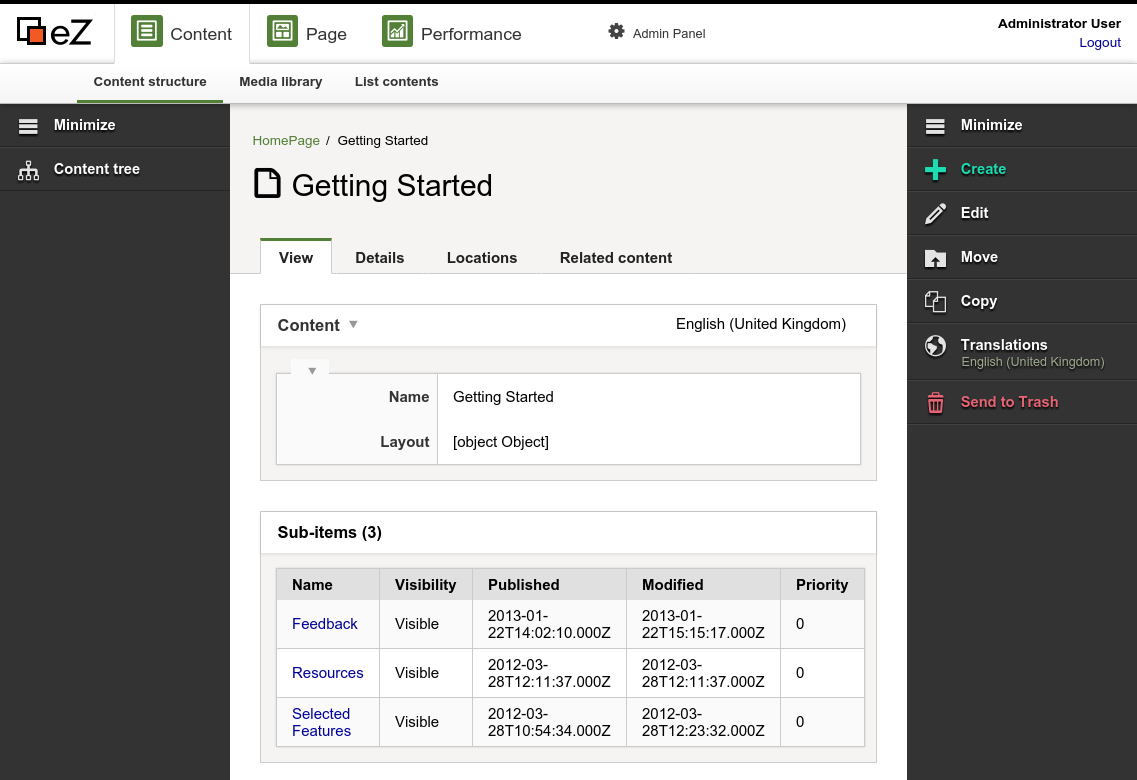 eZ
Content
Page
Performance
Admin Panel
Administrator User
Logout
Content structure
Media library
List contents
Minimize
Content tree
HomePage / Getting Started
Getting Started
View
Details
Locations
Related content
Content
English (United Kingdom)
Name
Getting Started
Layout
[object Object]
Sub-items (3)
Name
Visibility
Published
Modified
Priority
Feedback
Visible
2013-01-
22T14:02:10.000Z
2013-01-
22T15:15:17.000Z
0
Resources
Visible
2012-03-
28T12:11:37.000Z
2012-03-
28T12:11:37.000Z
0
Selected
Features
Visible
2012-03-
28T10:54:34.000Z
2012-03-
28T12:23:32.000Z
0
Minimize
Create
Edit
Move
Copy
Translations
English (United Kingdom)
Send to Trash